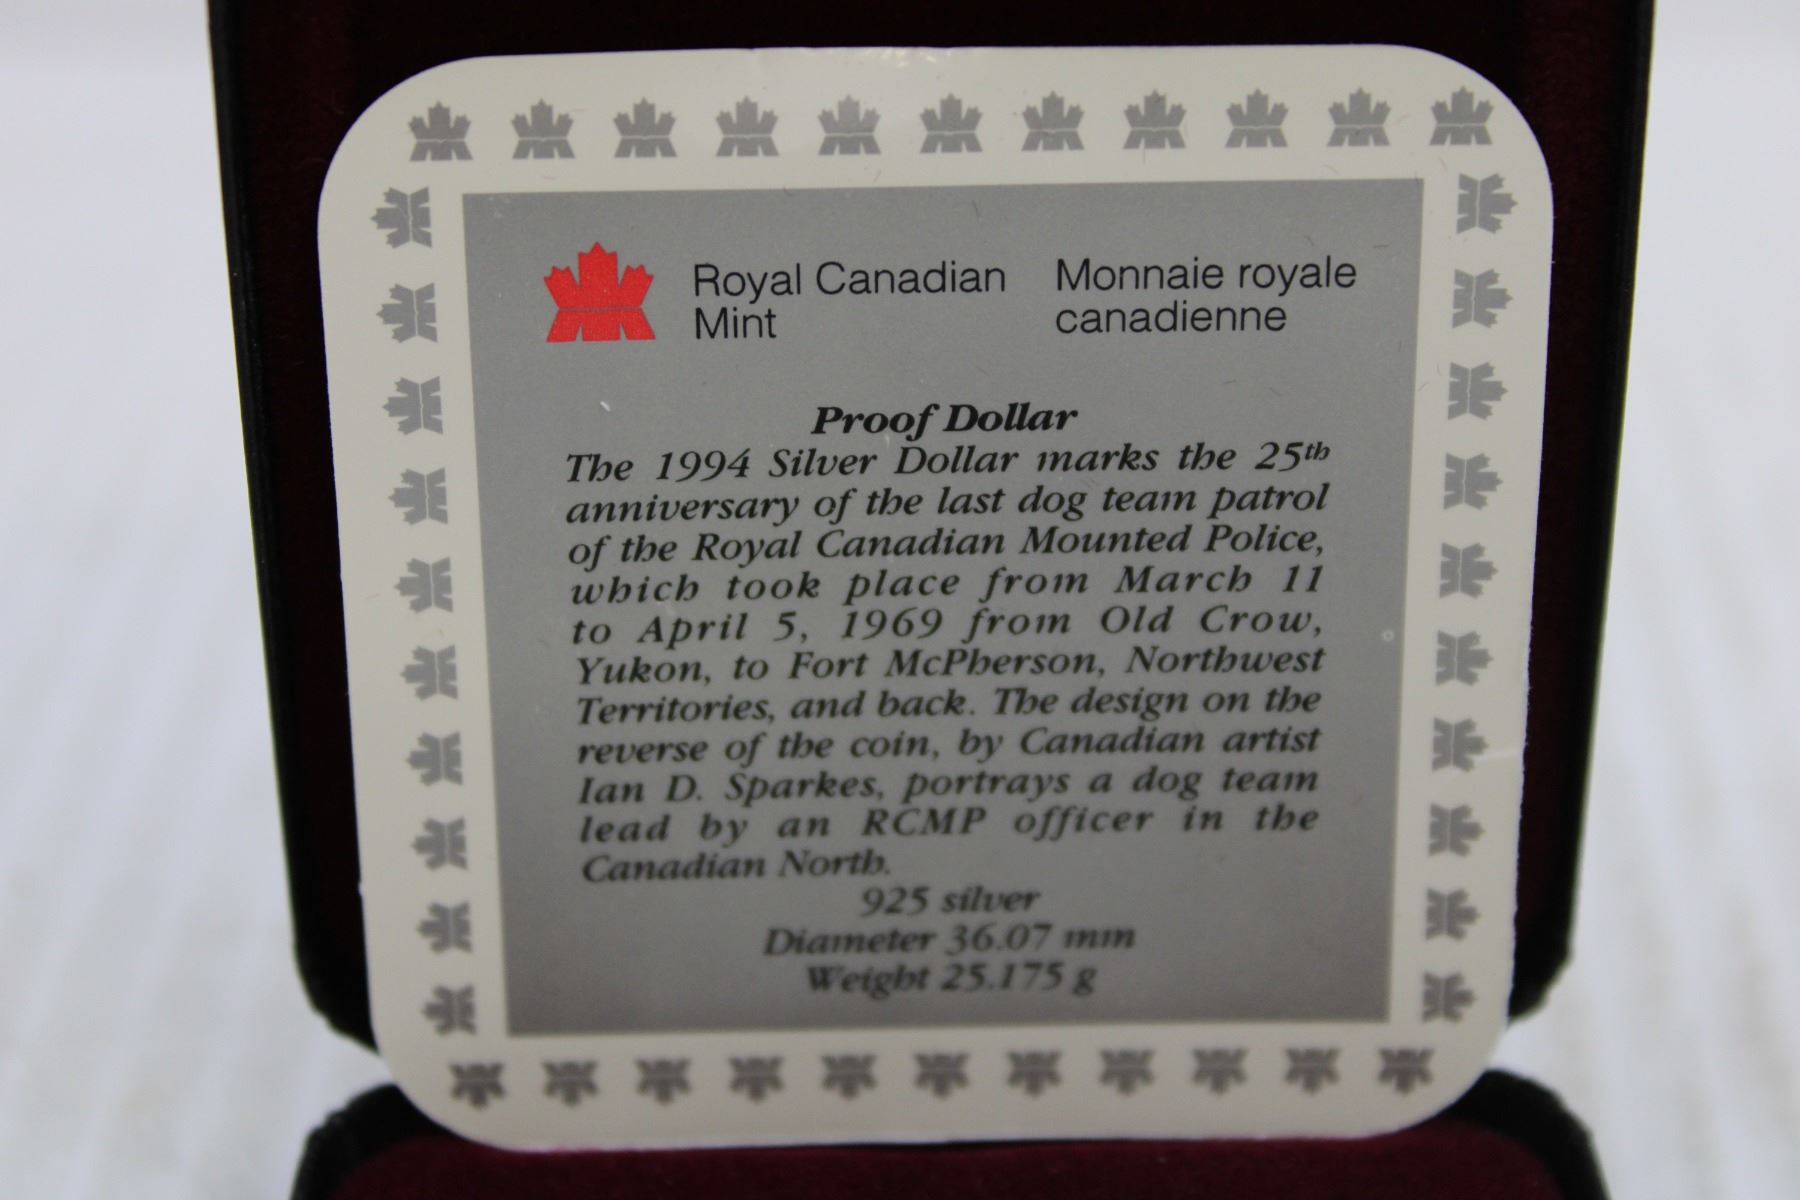 Royal Canadian Mint
Monnaie royale canadienne
Proof Dollar
The 1994 Silver Dollar marks the 25th
anniversary of the last dog team patrol
of the Royal Canadian Mounted Police,
which took place from March 11
to April 5, 1969 from Old Crow,
Yukon, to Fort McPherson, Northwest
Territories, and back. The design on the
reverse of the coin, by Canadian artist
Ian D. Sparkes, portrays a dog team
lead by an RCMP officer in the
Canadian North.
925 silver
Diameter 36.07 mm
Weight 25.175 g